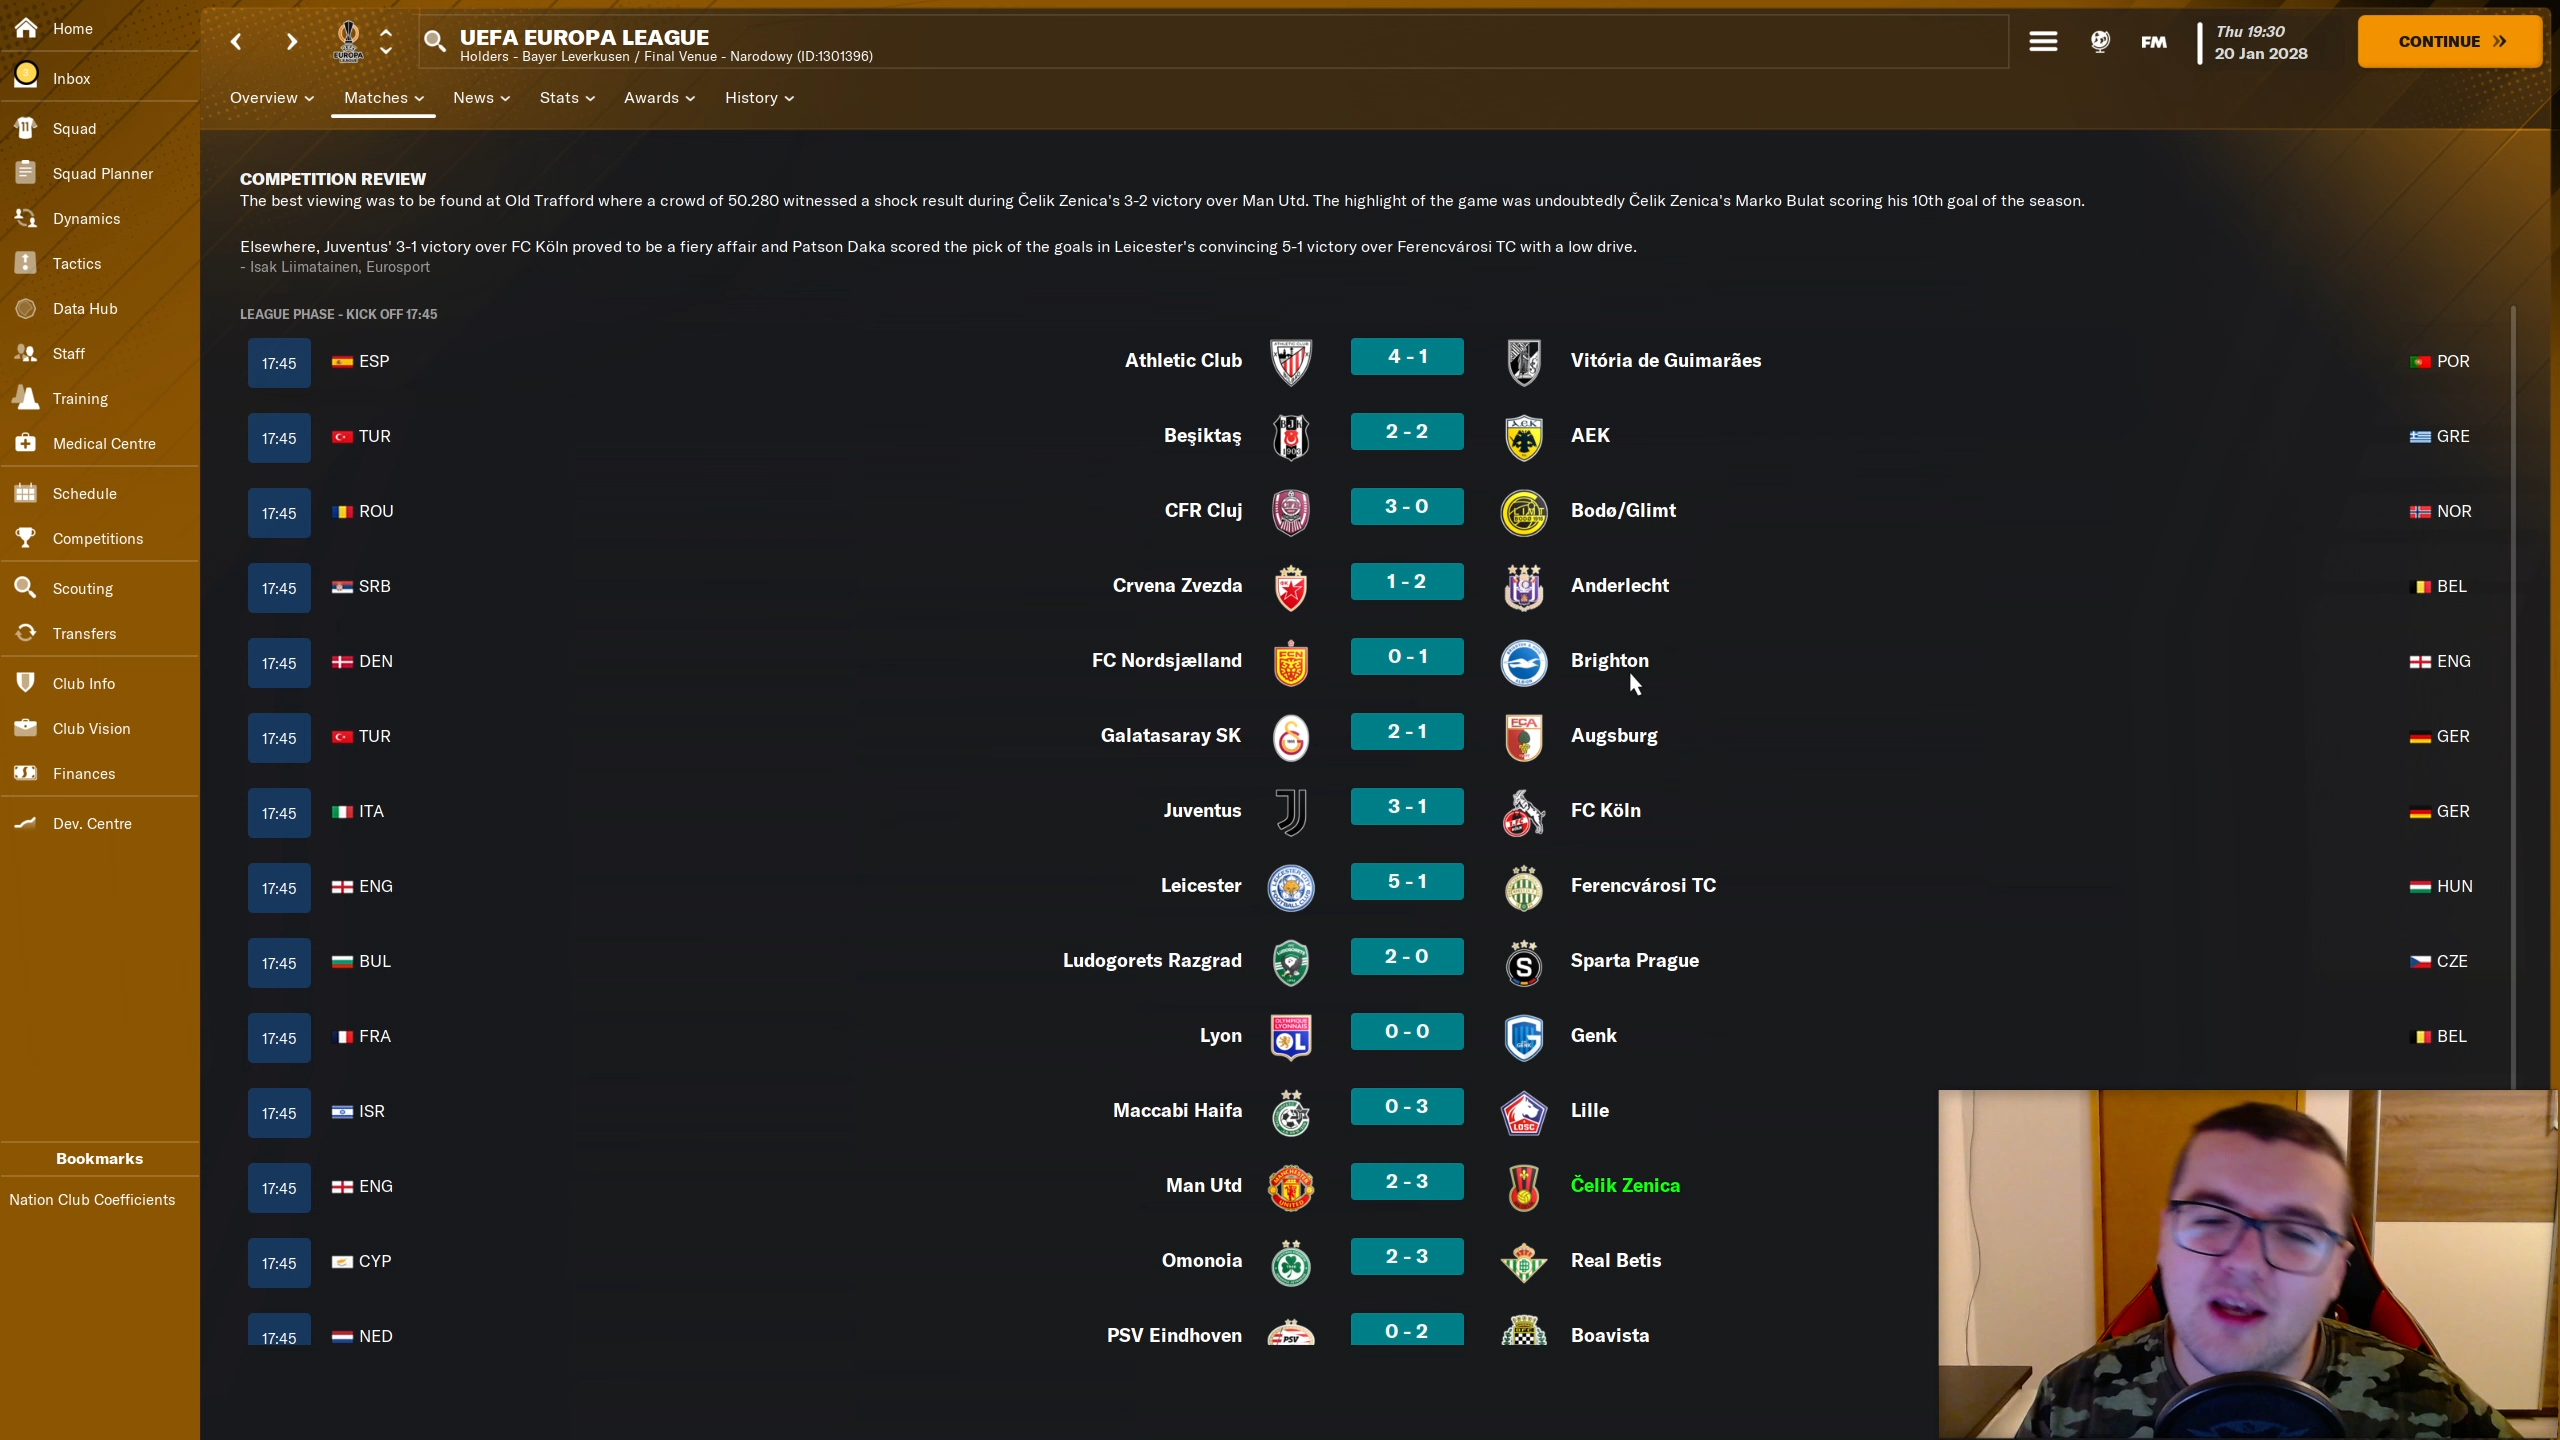 Home
Inbox
Squad
Squad Planner
Dynamics
Tactics
Data Hub
Staff
Training
Medical Centre
Schedule
Competitions
Scouting
Transfers
Club Info
Club Vision
Finances
Dev. Centre
Bookmarks
Nation Club Coefficients
UEFA EUROPA LEAGUE
Holders - Bayer Leverkusen / Final Venue - Narodowy (ID:1301396)
FM
Thu 19:30
20 Jan 2028
CONTINUE
Overview Matches News Stats Awards History
COMPETITION REVIEW
The best viewing was to be found at Old Trafford where a crowd of 50.280 witnessed a shock result during Čelik Zenica's 3-2 victory over Man Utd. The highlight of the game was undoubtedly Čelik Zenica's Marko Bulat scoring his 10th goal of the season.
Elsewhere, Juventus' 3-1 victory over FC Köln proved to be a fiery affair and Patson Daka scored the pick of the goals in Leicester's convincing 5-1 victory over Ferencvárosi TC with a low drive.
- Isak Liimatainen, Eurosport
LEAGUE PHASE - KICK OFF 17:45
17:45 ESP Athletic Club 4 - 1 Vitória de Guimarães POR
17:45 TUR Beşiktaş 2 - 2 AEK GRE
17:45 ROU CFR Cluj 3 - 0 Bodø/Glimt NOR
17:45 SRB Crvena Zvezda 1 - 2 Anderlecht BEL
17:45 DEN FC Nordsjælland 0 - 1 Brighton ENG
17:45 TUR Galatasaray SK 2 - 1 Augsburg GER
17:45 ITA Juventus 3 - 1 FC Köln GER
17:45 ENG Leicester 5 - 1 Ferencvárosi TC HUN
17:45 BUL Ludogorets Razgrad 2 - 0 Sparta Prague CZE
17:45 FRA Lyon 0 - 0 Genk BEL
17:45 ISR Maccabi Haifa 0 - 3 Lille
17:45 ENG Man Utd 2 - 3 Čelik Zenica
17:45 CYP Omonoia 2 - 3 Real Betis
17:45 NED PSV Eindhoven 0 - 2 Boavista